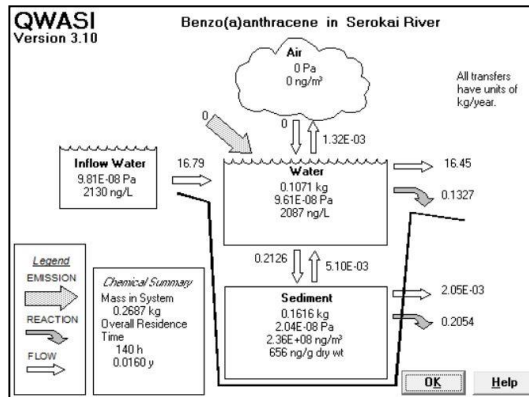 QWASI
Version 3.10
Benzo(a)anthracene in Serokai River
Air
0 Pa
0 ng/m³
All transfers
have units of
kg/year.
0
0
1.32E-03
Inflow Water
9.81E-08 Pa
2130 ng/L
16.79
Water
0.1071 kg
9.61E-08 Pa
2087 ng/L
16.45
0.1327
0.2126
5.10E-03
Legend
EMISSION
REACTION
FLOW
Chemical Summary
Mass in System
0.2687 kg
Overall Residence
Time
140 h
0.0160 y
Sediment
0.1616 kg
2.04E-08 Pa
2.36E+08 ng/m³
656 ng/g dry wt
2.05E-03
0.2054
OK
Help